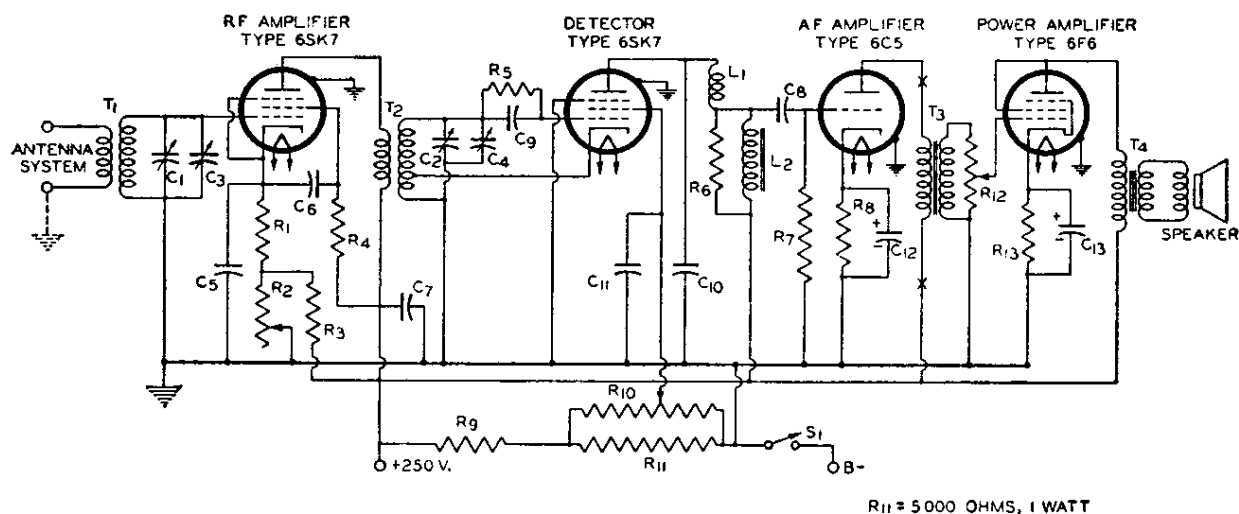 RF AMPLIFIER
TYPE 6SK7
DETECTOR
TYPE 6SK7
AF AMPLIFIER
TYPE 6C5
POWER AMPLIFIER
TYPE 6F6
T1
ANTENNA
SYSTEM
C1
C3
C5
C6
R1
R2
R3
R4
C7
T2
C2
C4
R5
C9
C11
C10
L1
R6
L2
C8
R7
R8
C12
+
−
T3
R12
R13
C13
+
−
T4
SPEAKER
R9
R10
R11
S1
+250 V.
B-
R11 = 5000 OHMS, 1 WATT